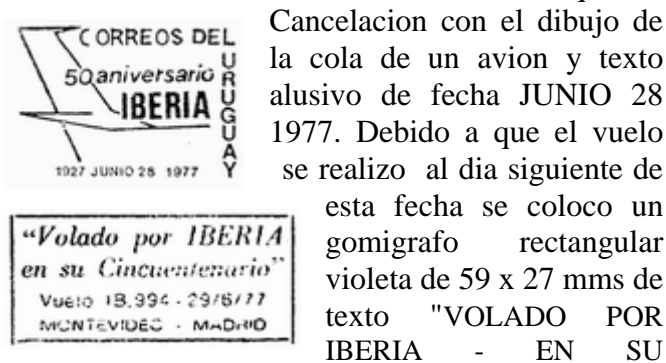 CORREOS DEL
URUGUAY
50 aniversario
IBERIA
1927 JUNIO 28 1977
“Volado por IBERIA
en su Cincuentenario”
Vuelo 18.994 - 29/6/77
MONTEVIDEO - MADRID
Cancelacion con el dibujo de
la cola de un avion y texto
alusivo de fecha JUNIO 28
1977. Debido a que el vuelo
se realizo al dia siguiente de
esta fecha se coloco un
gomigrafo rectangular
violeta de 59 x 27 mms de
texto "VOLADO POR
IBERIA - EN SU